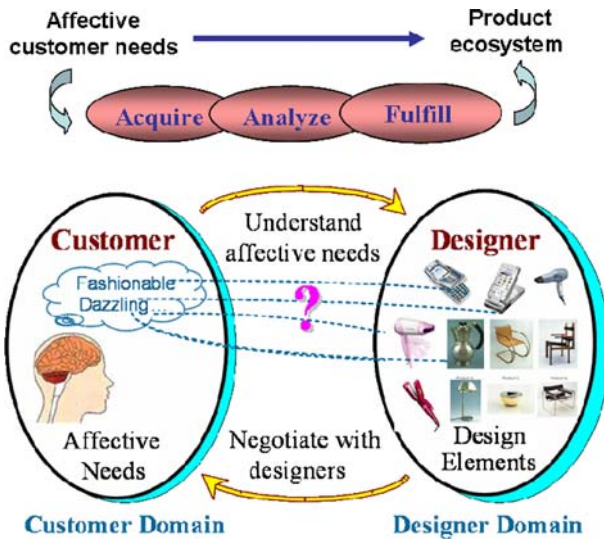 Affective
customer needs
Product
ecosystem
Acquire
Analyze
Fulfill
Customer
Fashionable
Dazzling
Affective
Needs
Understand
affective needs
?
Negotiate with
designers
Designer
Design
Elements
Customer Domain
Designer Domain